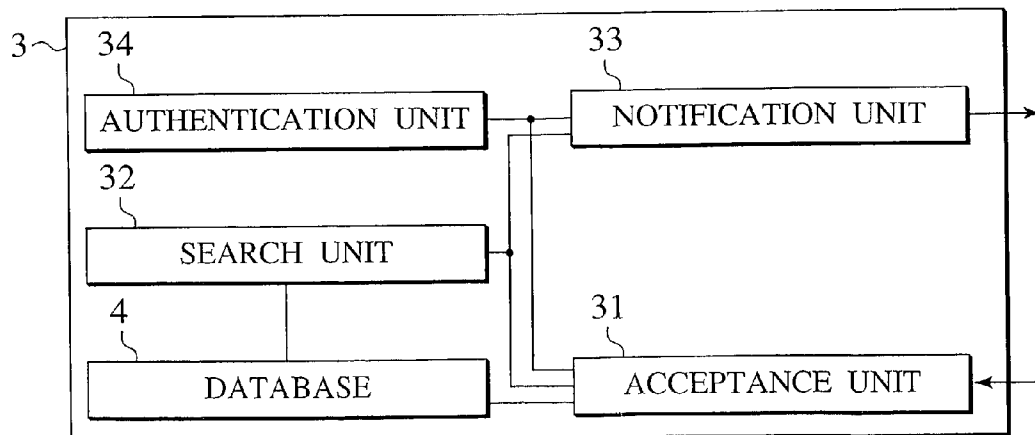 3
34
33
AUTHENTICATION UNIT
NOTIFICATION UNIT
32
SEARCH UNIT
4
31
DATABASE
ACCEPTANCE UNIT